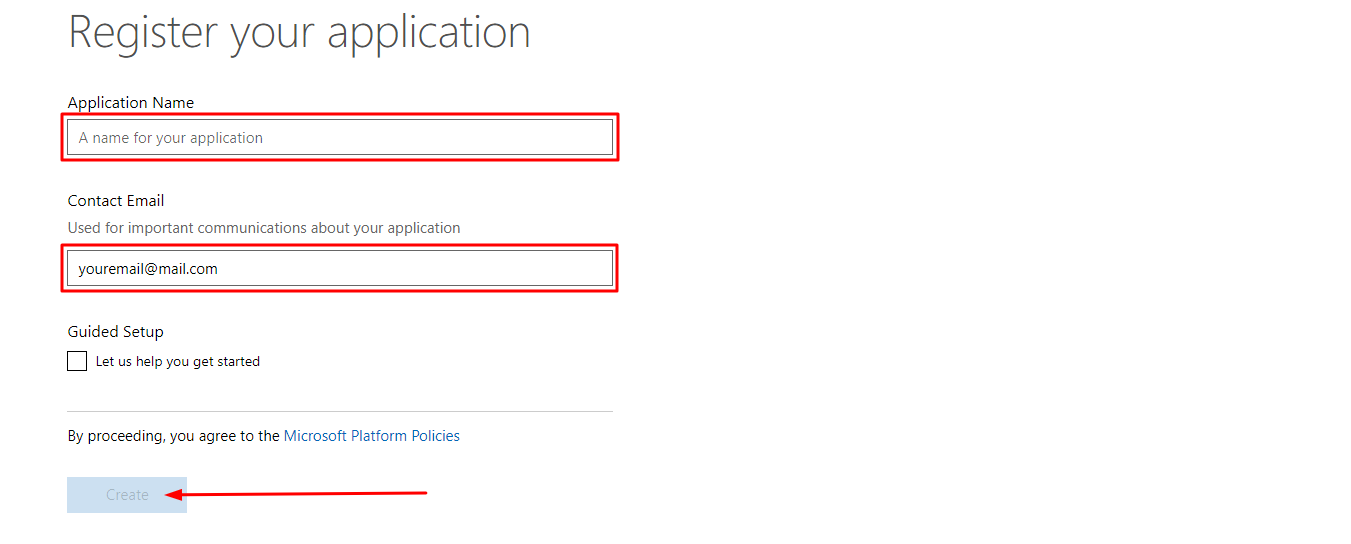 Register your application
Application Name
A name for your application
Contact Email
Used for important communications about your application
youremail@mail.com
Guided Setup
Let us help you get started
By proceeding, you agree to the Microsoft Platform Policies
Create